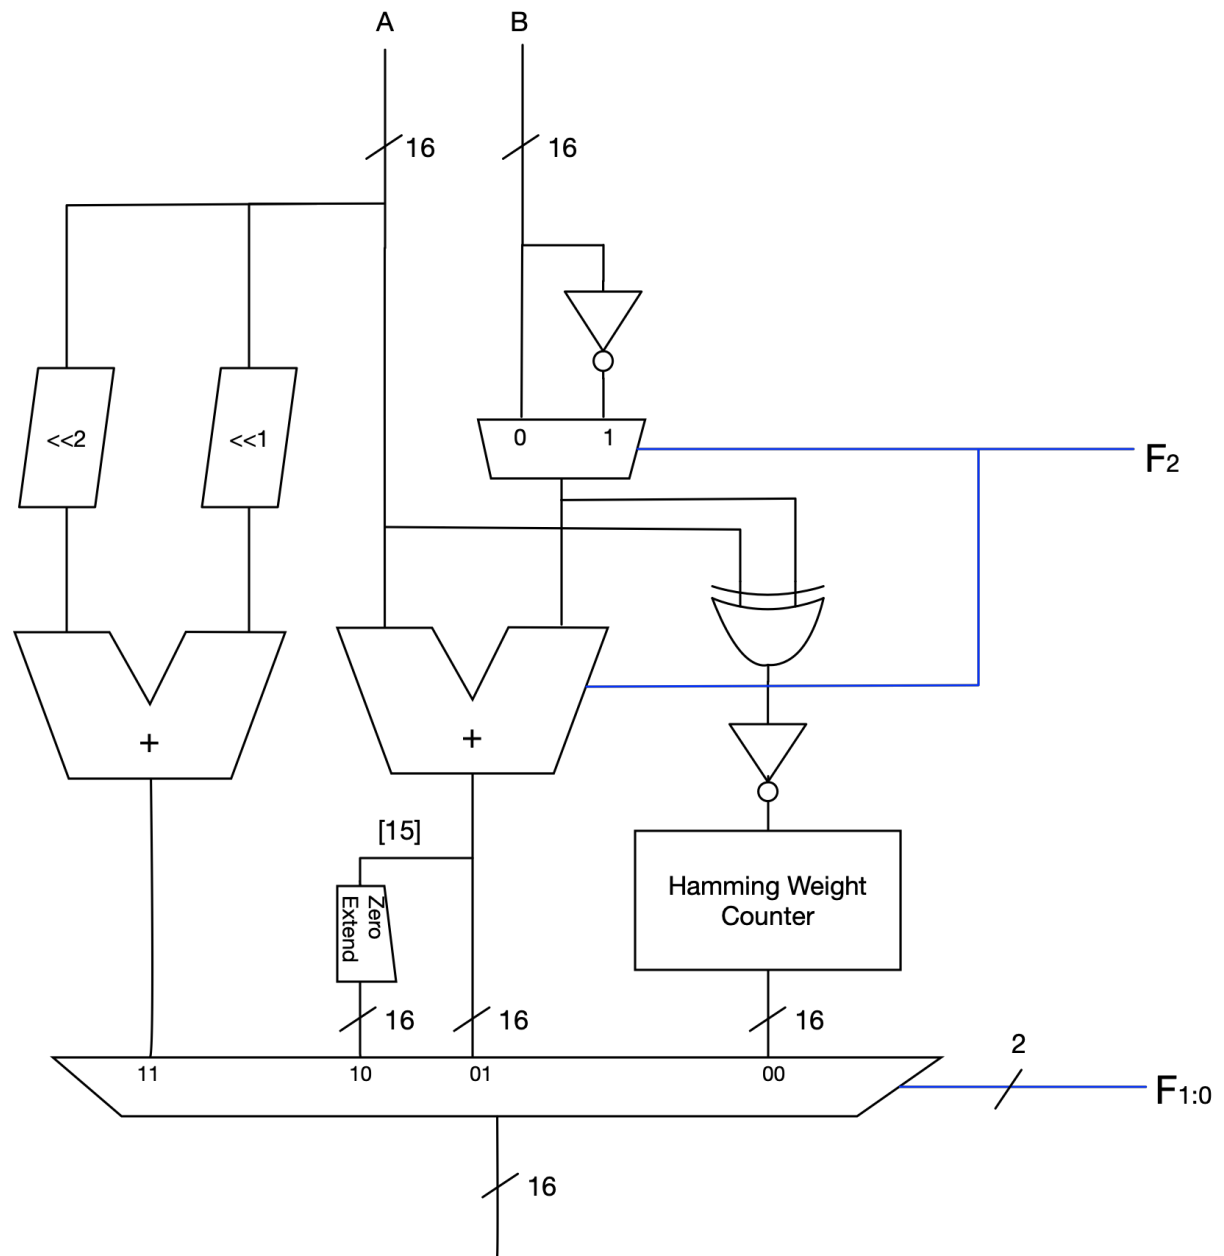 A
B
16
16
<<2
<<1
0
1
F2
+
+
[15]
Zero
Extend
Hamming Weight
Counter
16
16
16
2
11
10
01
00
F1:0
16